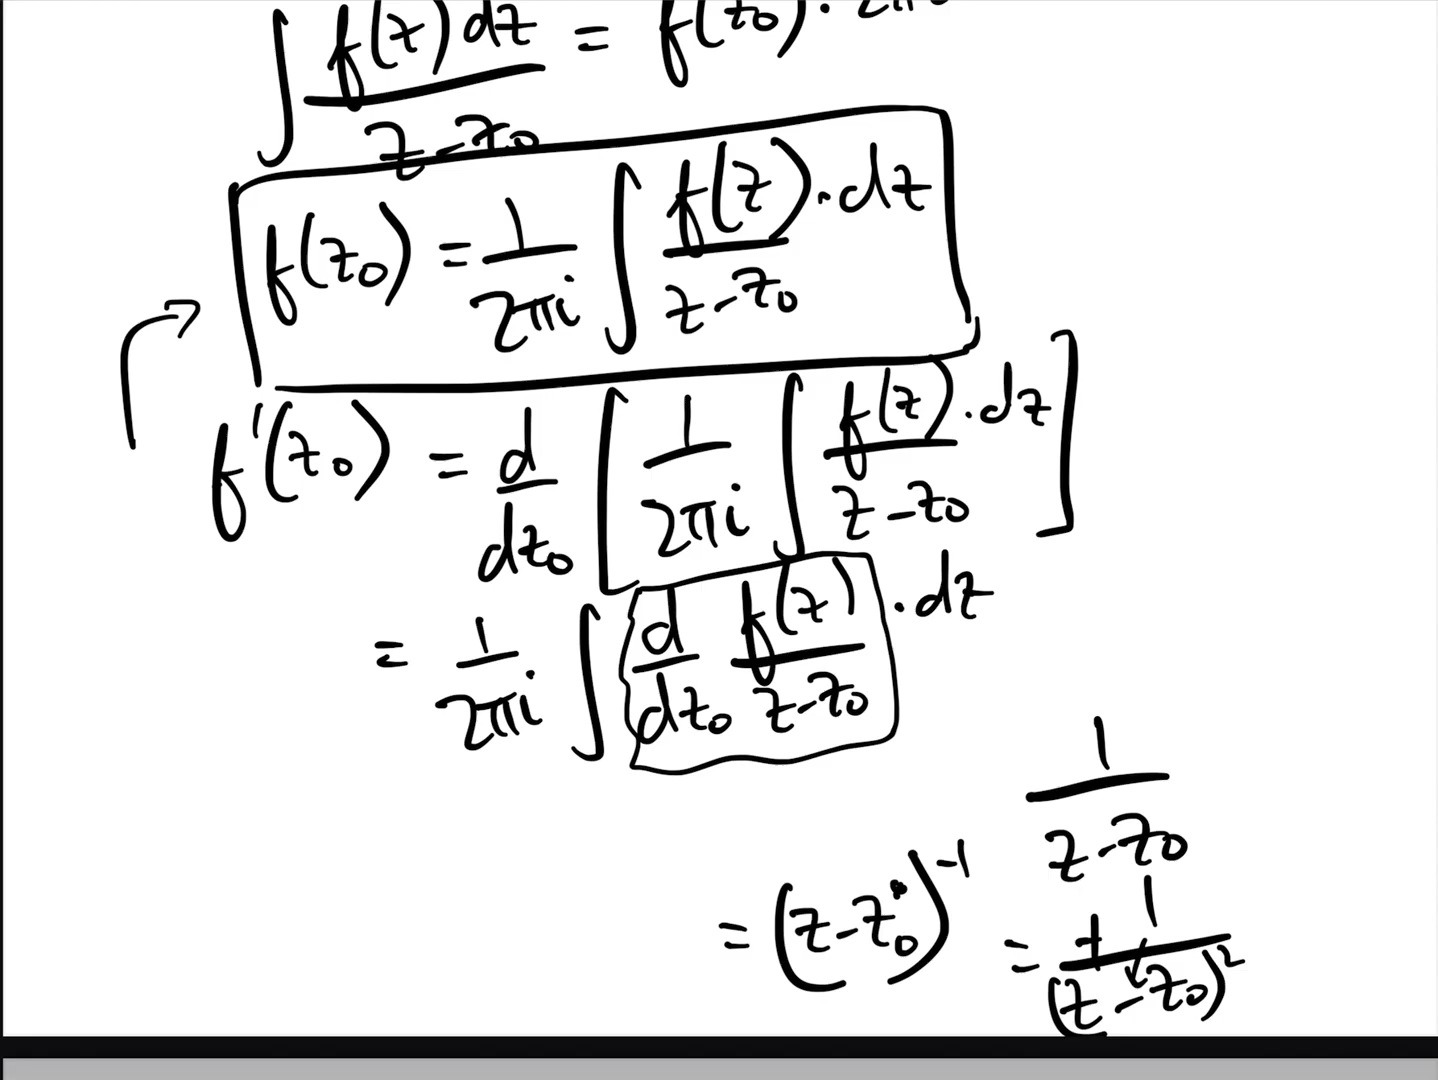 ∫ f(z) dz / z - z₀ = f(z₀) · 2πi
f(z₀) = 1/2πi ∫ f(z) · dz / z - z₀
f'(z₀) = d/dz₀ [ 1/2πi ∫ f(z)/z - z₀ · dz ]
= 1/2πi ∫ d/dz₀ f(z)/z - z₀ · dz
1/z - z₀
= (z - z₀)⁻¹ = + 1/(z - z₀)²